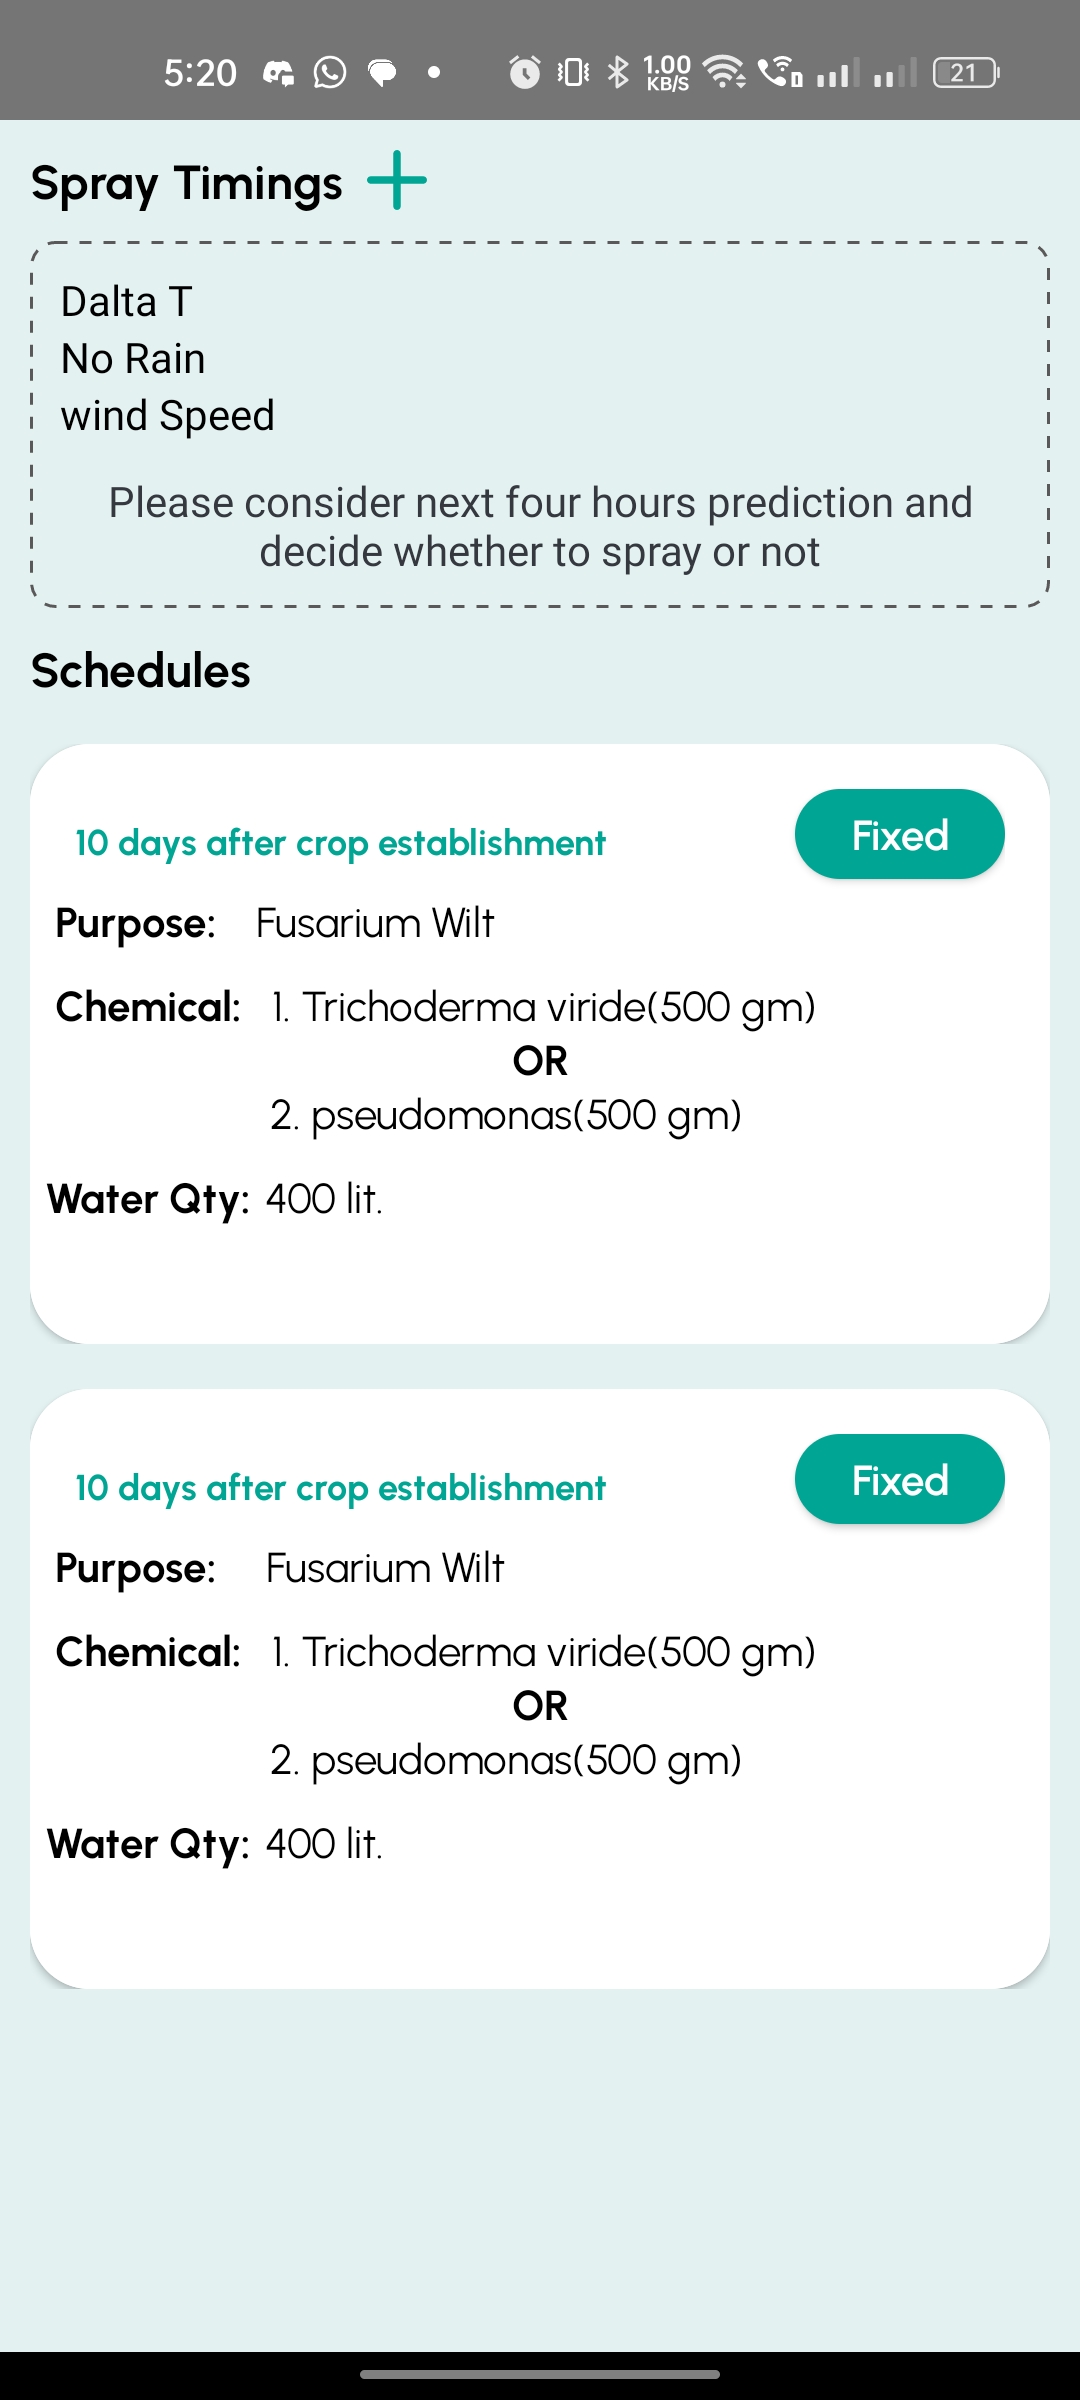 5:20 1.00 KB/S 21
Spray Timings
Dalta T
No Rain
wind Speed
Please consider next four hours prediction and
decide whether to spray or not
Schedules
10 days after crop establishment Fixed
Purpose: Fusarium Wilt
Chemical: 1. Trichoderma viride(500 gm)
OR
2. pseudomonas(500 gm)
Water Qty: 400 lit.
10 days after crop establishment Fixed
Purpose: Fusarium Wilt
Chemical: 1. Trichoderma viride(500 gm)
OR
2. pseudomonas(500 gm)
Water Qty: 400 lit.